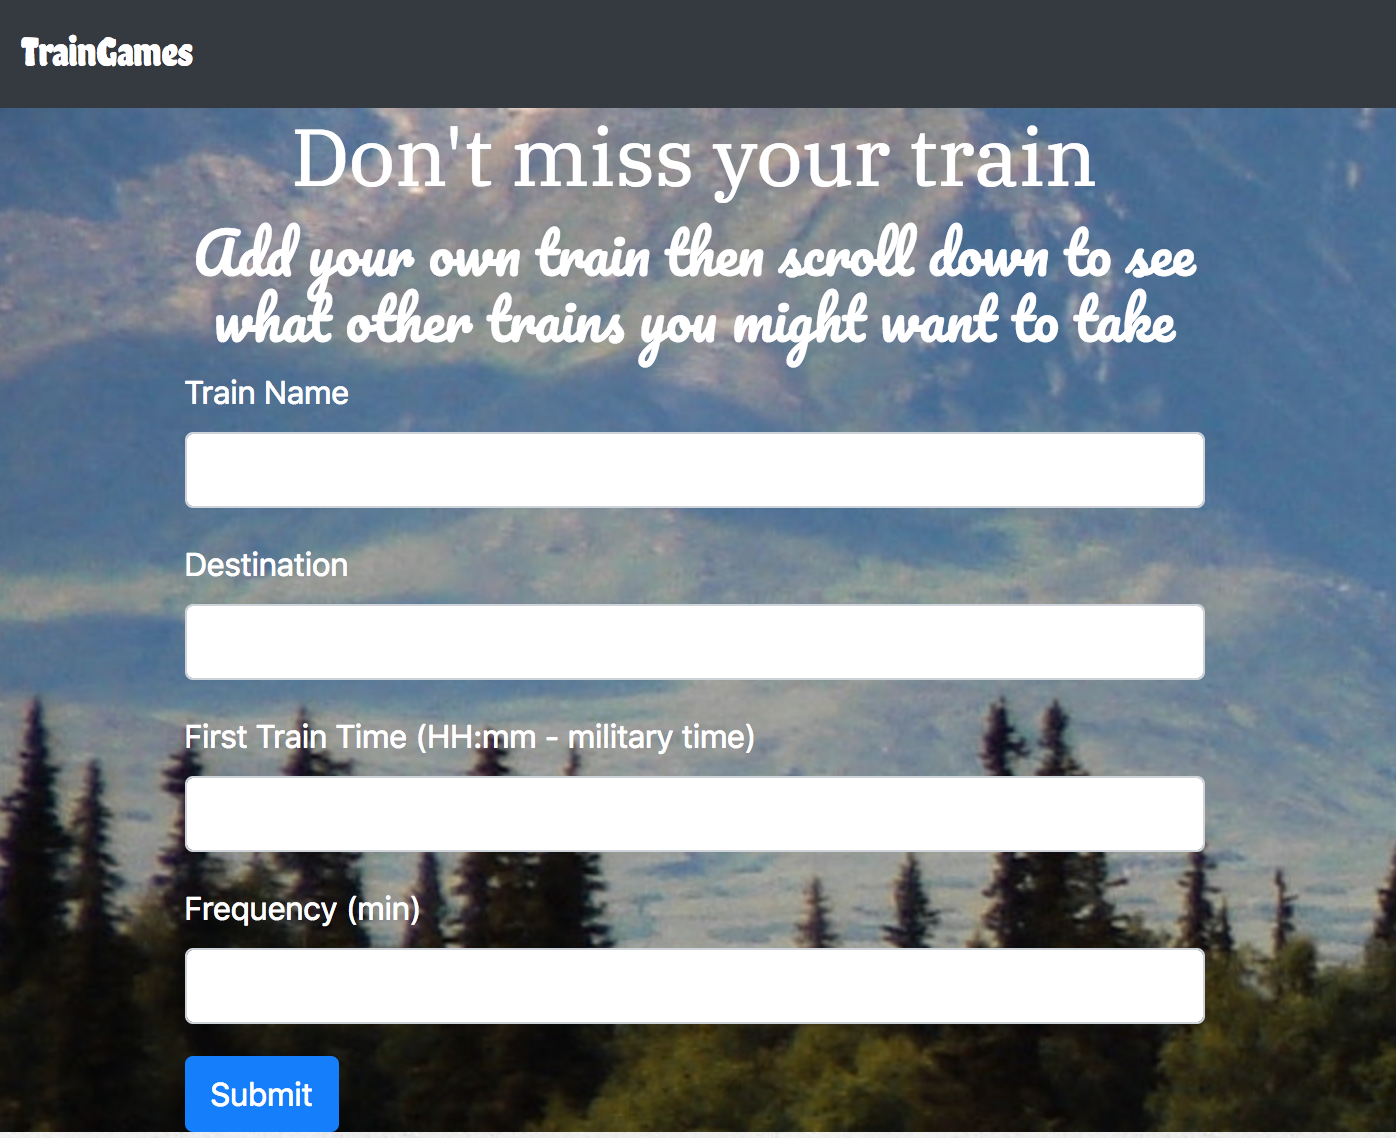 TrainGames
Don't miss your train
Add your own train then scroll down to see
what other trains you might want to take
Train Name
Destination
First Train Time (HH:mm - military time)
Frequency (min)
Submit